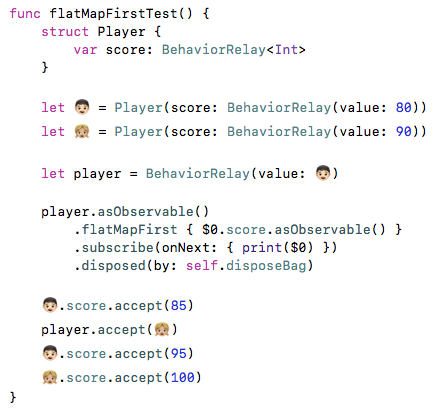 func flatMapFirstTest() {
    struct Player {
        var score: BehaviorRelay<Int>
    }

    let 👦🏻 = Player(score: BehaviorRelay(value: 80))
    let 👧🏼 = Player(score: BehaviorRelay(value: 90))

    let player = BehaviorRelay(value: 👦🏻)

    player.asObservable()
        .flatMapFirst { $0.score.asObservable() }
        .subscribe(onNext: { print($0) })
        .disposed(by: self.disposeBag)

    👦🏻.score.accept(85)
    player.accept(👧🏼)
    👦🏻.score.accept(95)
    👧🏼.score.accept(100)
}